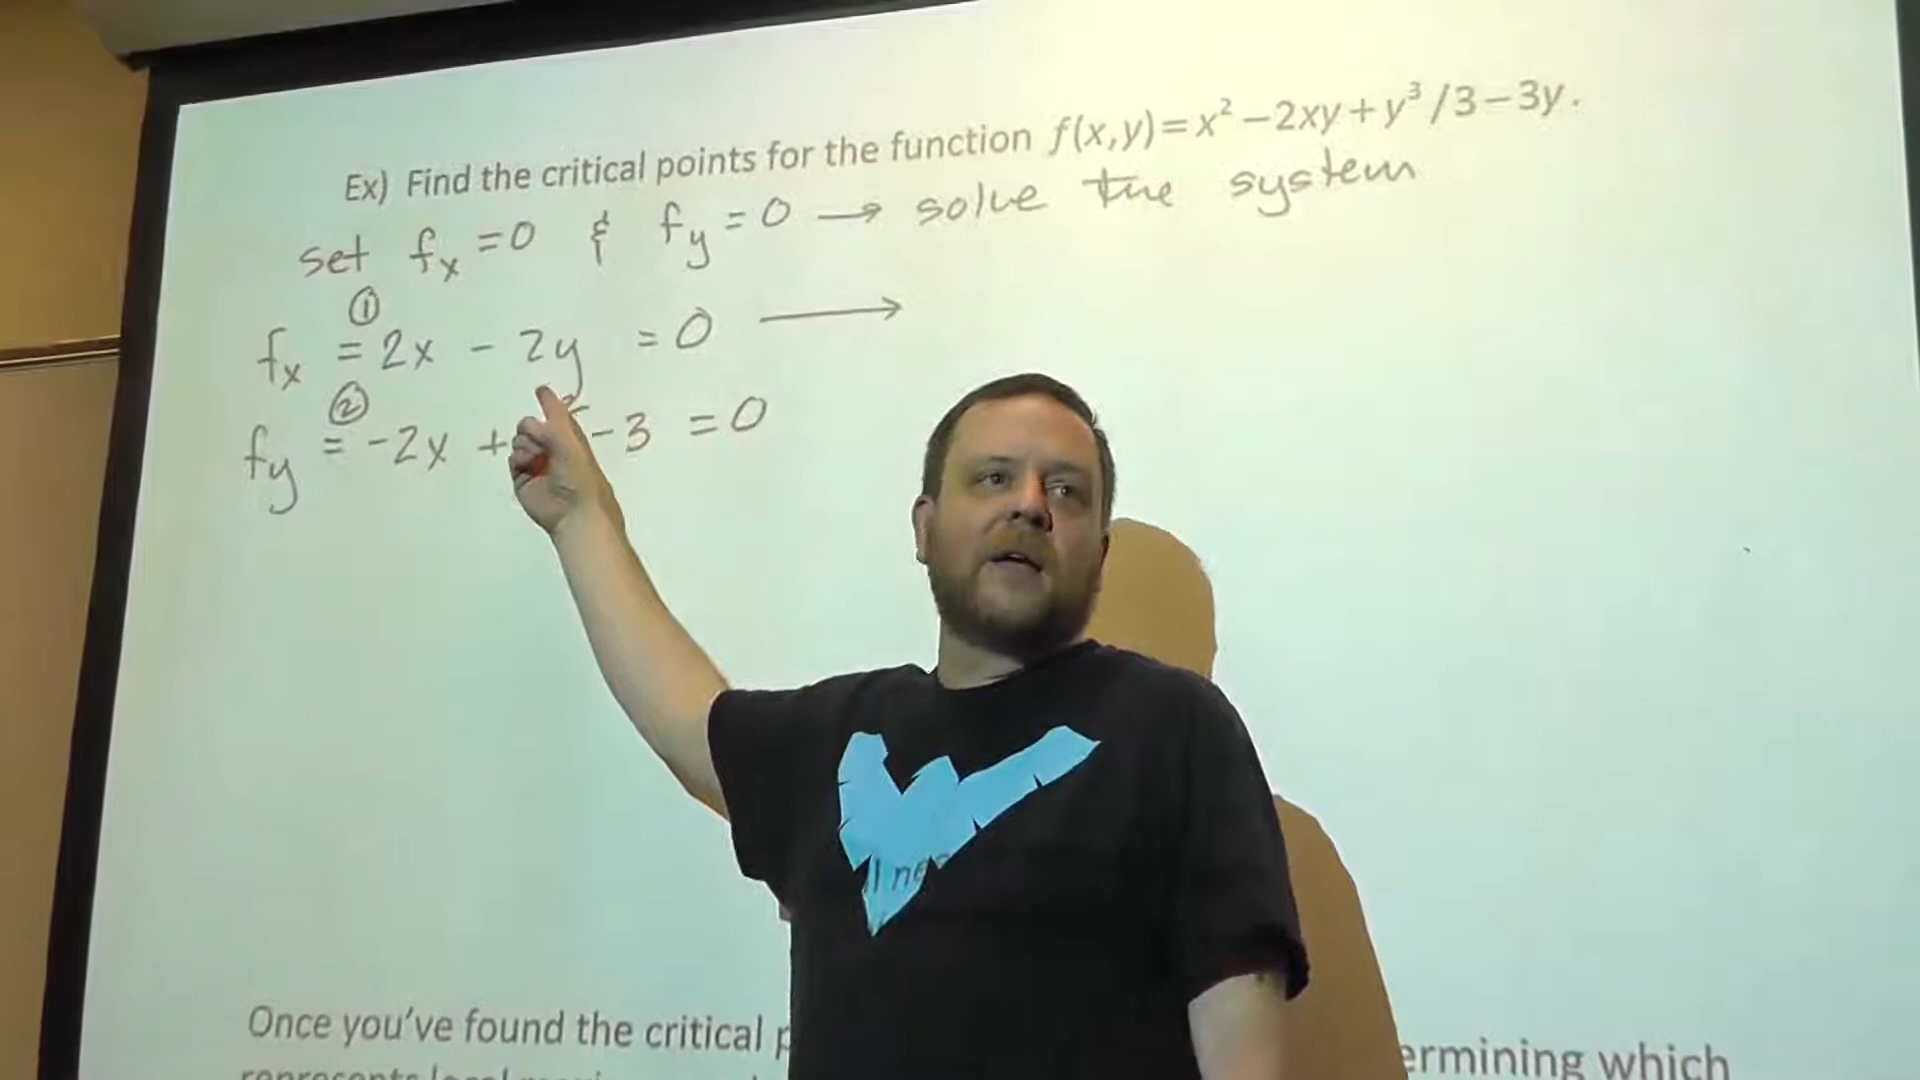 Ex) Find the critical points for the function f(x,y)=x²−2xy+y³/3−3y.
set fx =0 & fy =0 → solve the system
①
fx = 2x - 2y = 0 →
②
fy = -2x + ² -3 = 0
Once you've found the critical ermining which